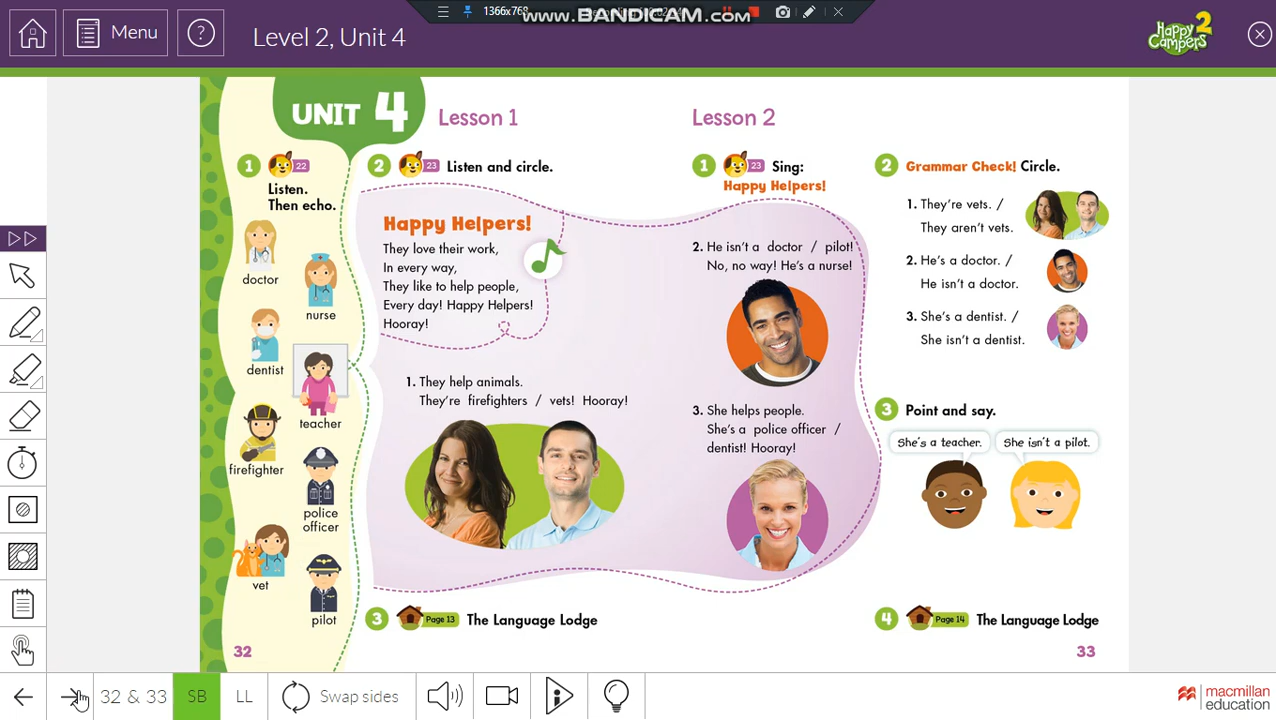 1366x768
www.BANDICAM.com
Menu
?
Level 2, Unit 4
Happy Campers 2
UNIT 4
Lesson 1
Lesson 2
1 22 Listen.
Then echo.
doctor
nurse
dentist
teacher
firefighter
police
officer
vet
pilot
2 23 Listen and circle.
Happy Helpers!
They love their work,
In every way,
They like to help people,
Every day! Happy Helpers!
Hooray!
1. They help animals.
They're firefighters / vets! Hooray!
3 Page 13 The Language Lodge
32
1 23 Sing:
Happy Helpers!
2. He isn't a doctor / pilot!
No, no way! He's a nurse!
3. She helps people.
She's a police officer /
dentist! Hooray!
2 Grammar Check! Circle.
1. They're vets. /
They aren't vets.
2. He's a doctor. /
He isn't a doctor.
3. She's a dentist. /
She isn't a dentist.
3 Point and say.
She's a teacher.
She isn't a pilot.
4 Page 14 The Language Lodge
33
32 & 33
SB
LL
Swap sides
macmillan
education